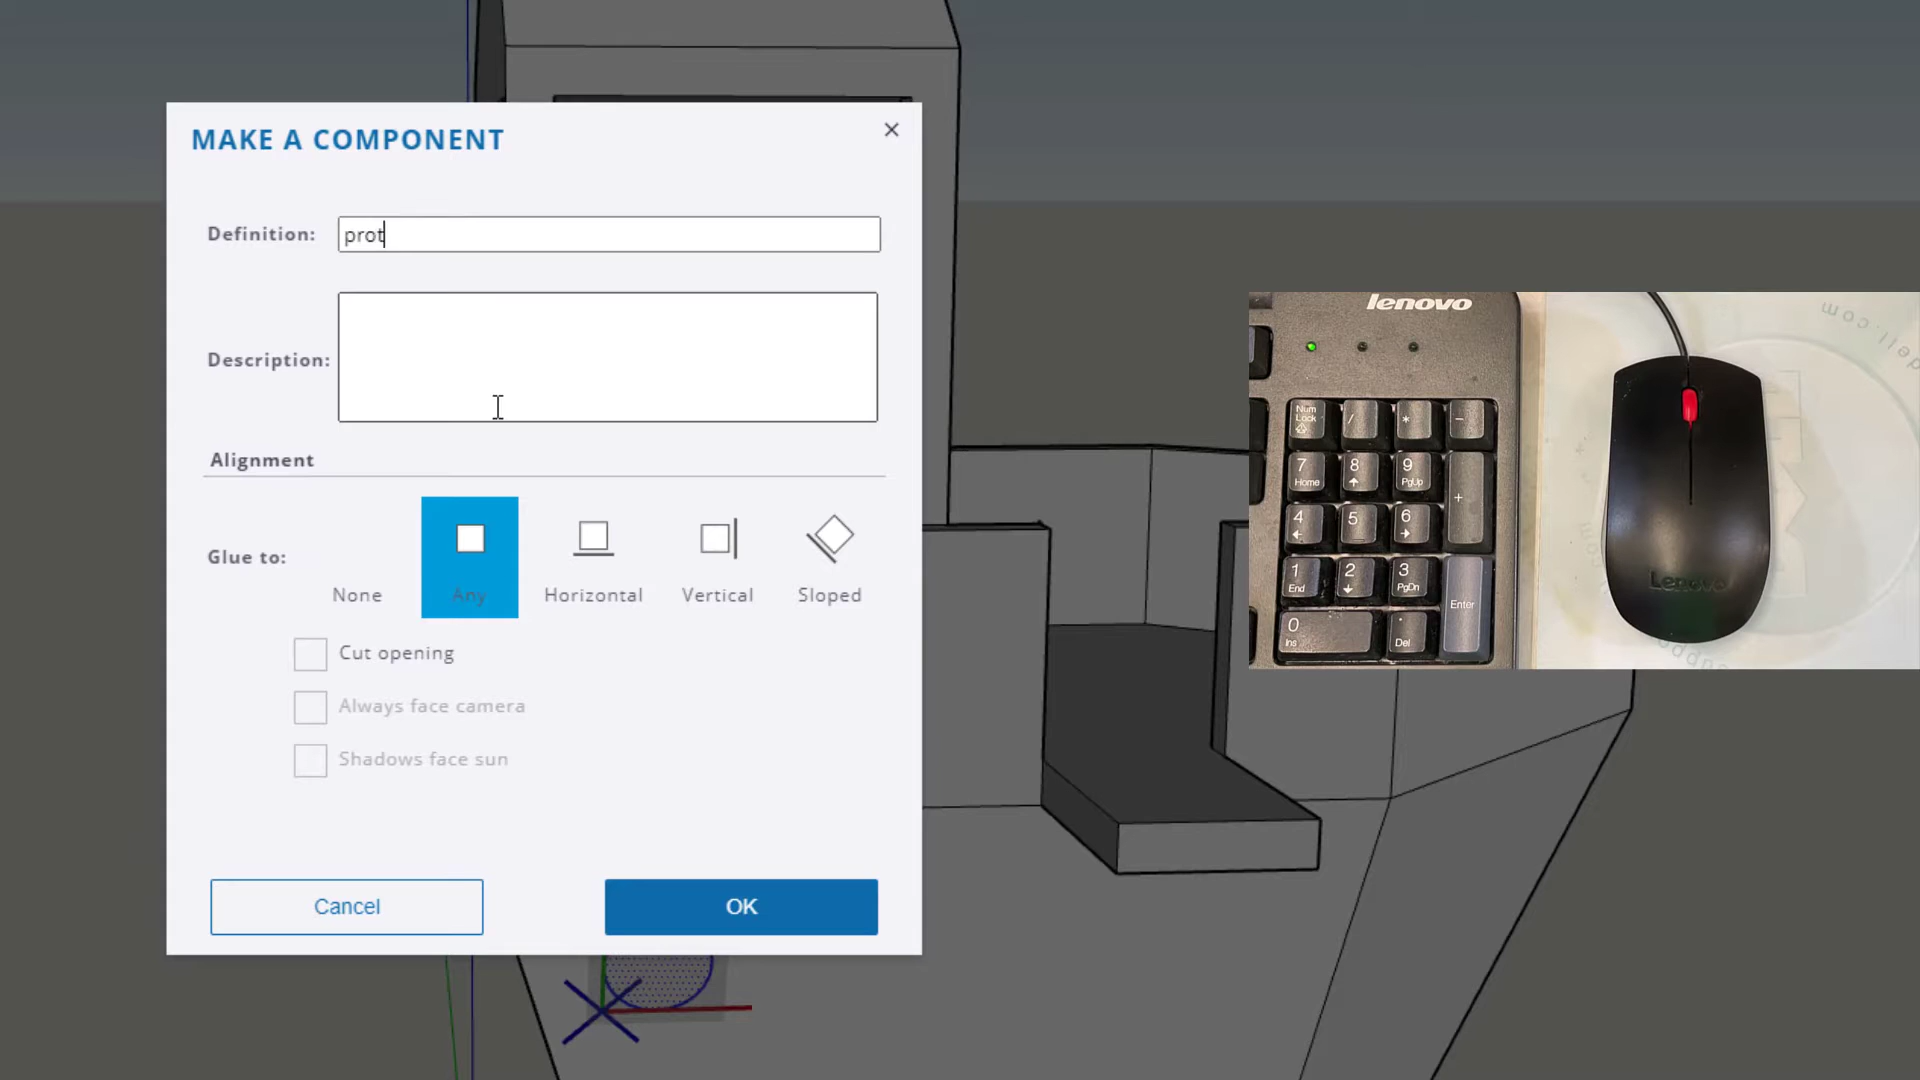 MAKE A COMPONENT
Definition:
prot
Description:
Alignment
Glue to:
None
Any
Horizontal
Vertical
Sloped
Cut opening
Always face camera
Shadows face sun
Cancel
OK
lenovo
Num
Lock
/
*
-
7
Home
8
9
PgUp
+
4
5
6
1
End
2
3
PgDn
Enter
0
Ins
.
Del
Lenovo